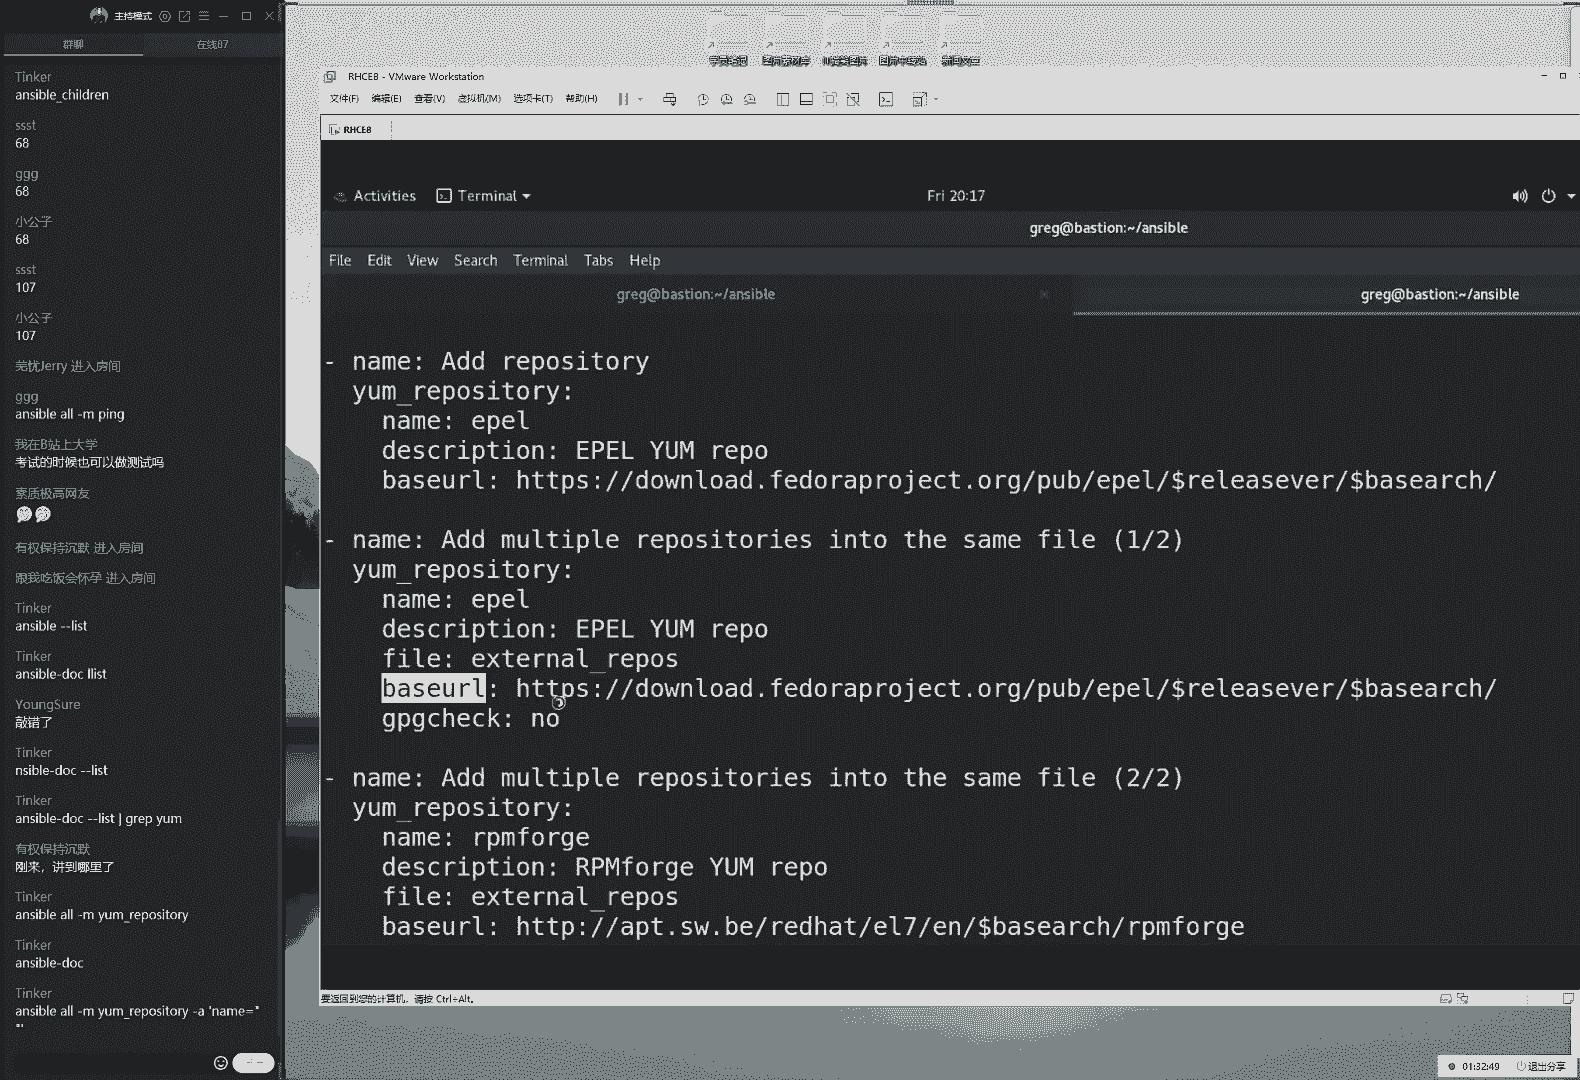 主持模式
群聊
在线87
Tinker
ansible_children
ssst
68
ggg
68
小公子
68
ssst
107
小公子
107
芜忧Jerry 进入房间
ggg
ansible all -m ping
我在B站上大学
考试的时候也可以做测试吗
素质极高网友
有权保持沉默 进入房间
跟我吃饭会怀孕 进入房间
Tinker
ansible --list
Tinker
ansible-doc llist
YoungSure
敲错了
Tinker
nsible-doc --list
Tinker
ansible-doc --list | grep yum
有权保持沉默
刚来，讲到哪里了
Tinker
ansible all -m yum_repository
Tinker
ansible-doc
Tinker
ansible all -m yum_repository -a 'name="
"'
RHCE8 - VMware Workstation
文件(F) 编辑(E) 查看(V) 虚拟机(M) 选项卡(T) 帮助(H)
RHCE8
Activities Terminal Fri 20:17
greg@bastion:~/ansible
File Edit View Search Terminal Tabs Help
greg@bastion:~/ansible × greg@bastion:~/ansible
- name: Add repository
yum_repository:
name: epel
description: EPEL YUM repo
baseurl: https://download.fedoraproject.org/pub/epel/$releasever/$basearch/
- name: Add multiple repositories into the same file (1/2)
yum_repository:
name: epel
description: EPEL YUM repo
file: external_repos
baseurl: https://download.fedoraproject.org/pub/epel/$releasever/$basearch/
gpgcheck: no
- name: Add multiple repositories into the same file (2/2)
yum_repository:
name: rpmforge
description: RPMforge YUM repo
file: external_repos
baseurl: http://apt.sw.be/redhat/el7/en/$basearch/rpmforge
要返回到您的计算机，请按 Ctrl+Alt。
01:32:49 退出分享